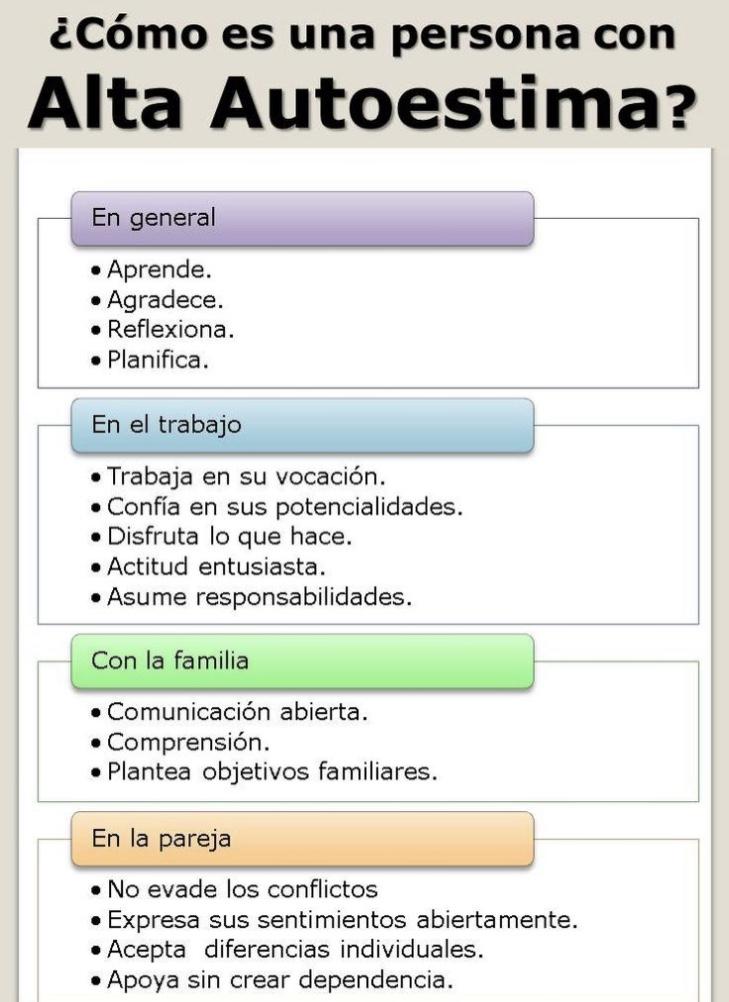 ¿Cómo es una persona con
Alta Autoestima?
En general
• Aprende.
• Agradece.
• Reflexiona.
• Planifica.
En el trabajo
• Trabaja en su vocación.
• Confía en sus potencialidades.
• Disfruta lo que hace.
• Actitud entusiasta.
• Asume responsabilidades.
Con la familia
• Comunicación abierta.
• Comprensión.
• Plantea objetivos familiares.
En la pareja
• No evade los conflictos
• Expresa sus sentimientos abiertamente.
• Acepta  diferencias individuales.
• Apoya sin crear dependencia.